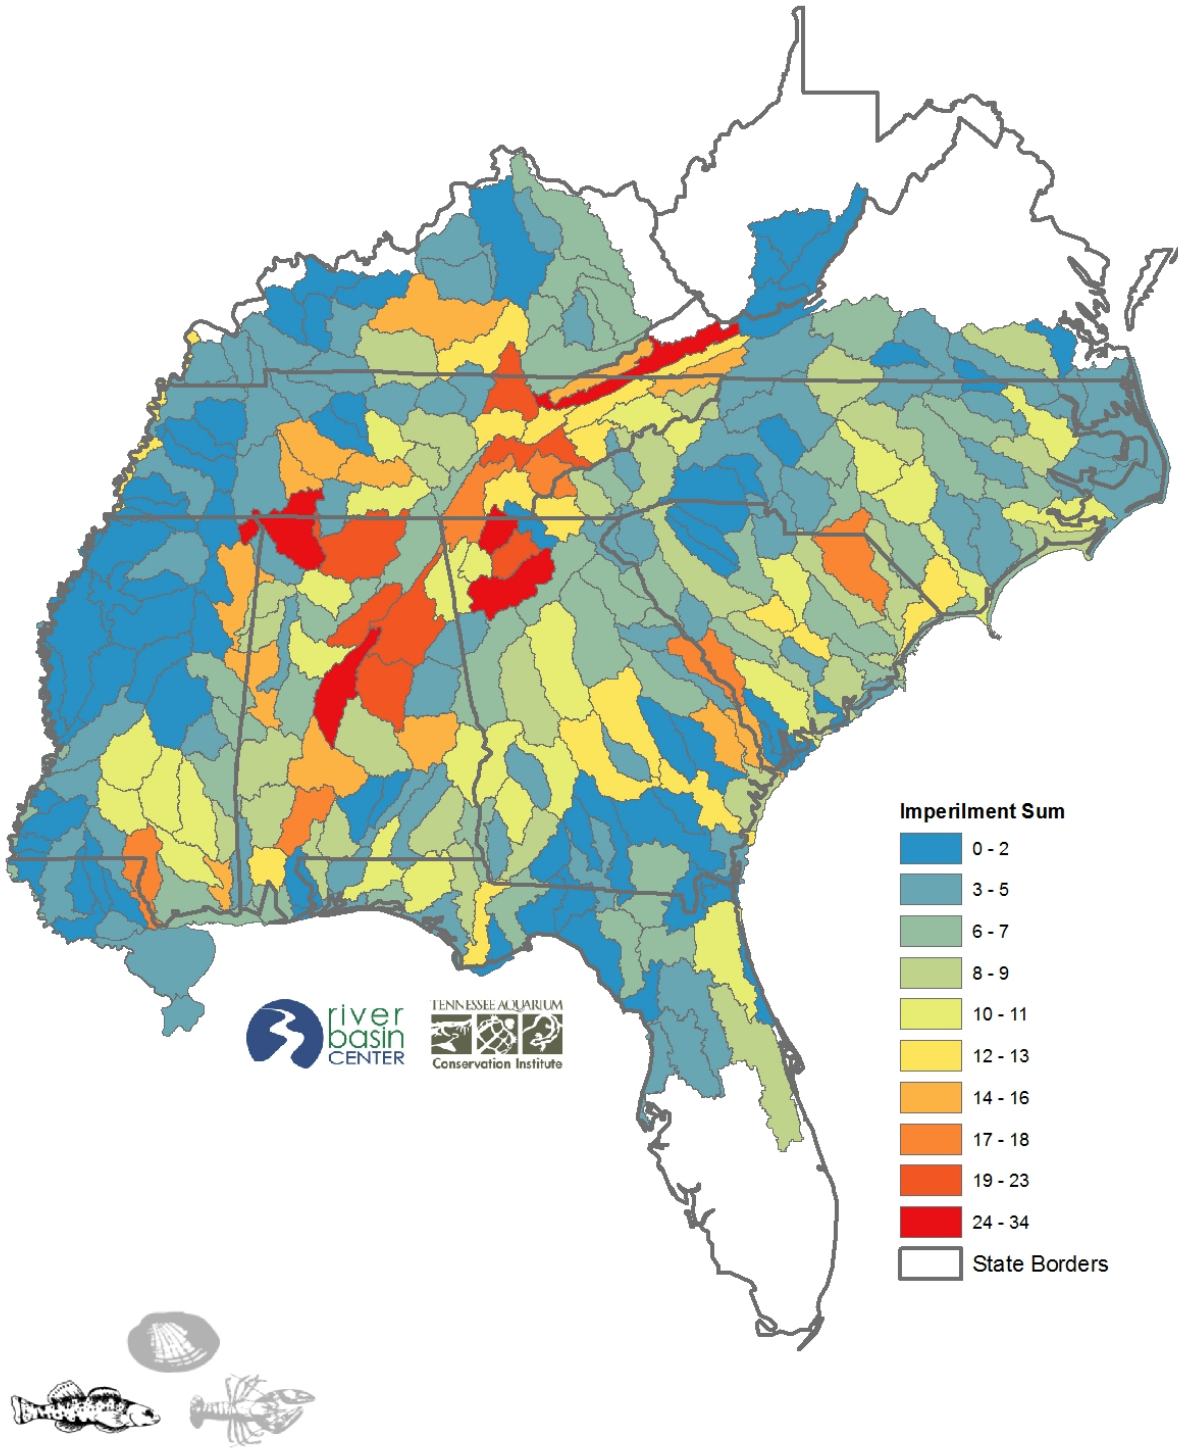 Imperilment Sum
0 - 2
3 - 5
6 - 7
8 - 9
10 - 11
12 - 13
14 - 16
17 - 18
19 - 23
24 - 34
State Borders
river
basin
CENTER
TENNESSEE AQUARIUM
Conservation Institute